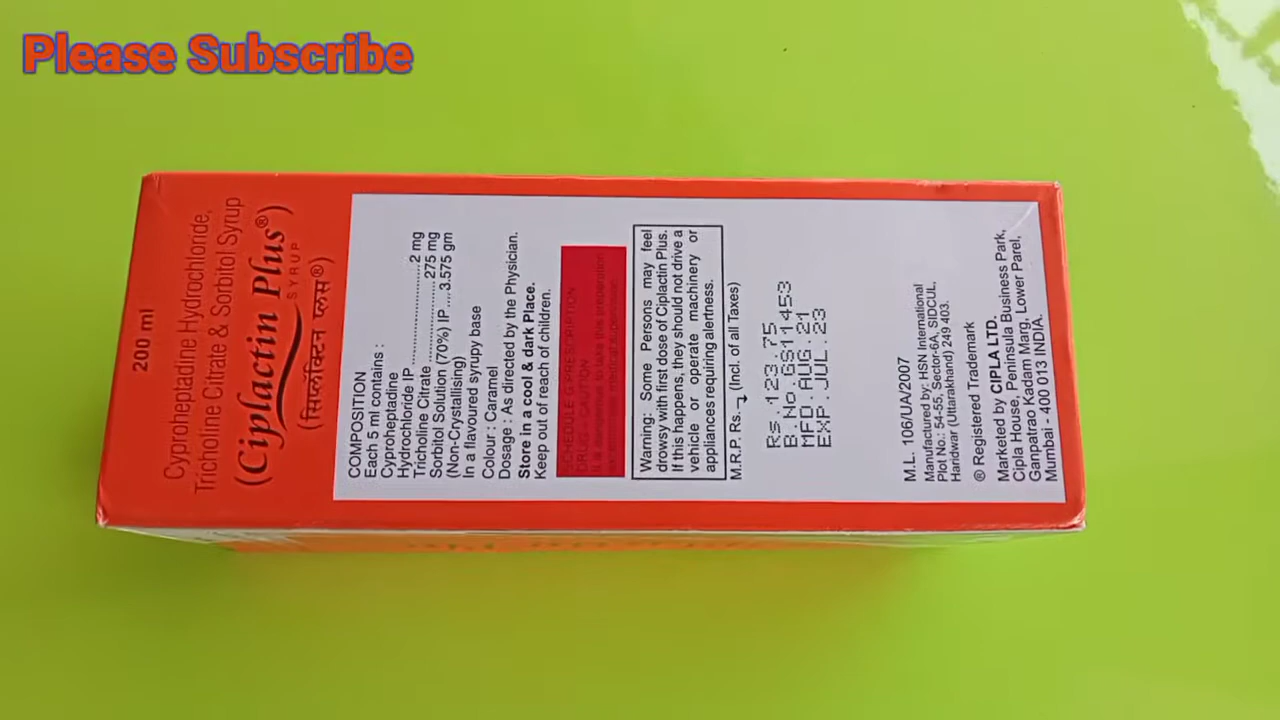 Please Subscribe
200 ml
Cyproheptadine Hydrochloride,
Tricholine Citrate & Sorbitol Syrup
(Ciplactin Plus®)
SYRUP
(सिप्लॅक्टिन प्लस®)
COMPOSITION
Each 5 ml contains :
Cyproheptadine
Hydrochloride IP ........................ 2 mg
Tricholine Citrate ................... 275 mg
Sorbitol Solution (70%) IP .... 3.575 gm
(Non-Crystallising)
In a flavoured syrupy base
Colour : Caramel
Dosage : As directed by the Physician.
Store in a cool & dark Place.
Keep out of reach of children.
SCHEDULE G PRESCRIPTION
DRUG - CAUTION
It is dangerous to take this preparation
except under medical supervision.
Warning: Some Persons may feel
drowsy with first dose of Ciplactin Plus.
If this happens, they should not drive a
vehicle or operate machinery or
appliances requiring alertness.
M.R.P. Rs. (Incl. of all Taxes)
Rs.123.75
B.No.GS11453
MFD.AUG.21
EXP.JUL.23
M.L. 106/UA/2007
Manufactured by: HSN International
Plot No.: 54-55, Sector-6A, SIDCUL,
Haridwar (Uttarakhand) 249 403.
® Registered Trademark
Marketed by CIPLA LTD.
Cipla House, Peninsula Business Park,
Ganpatrao Kadam Marg, Lower Parel,
Mumbai - 400 013 INDIA.